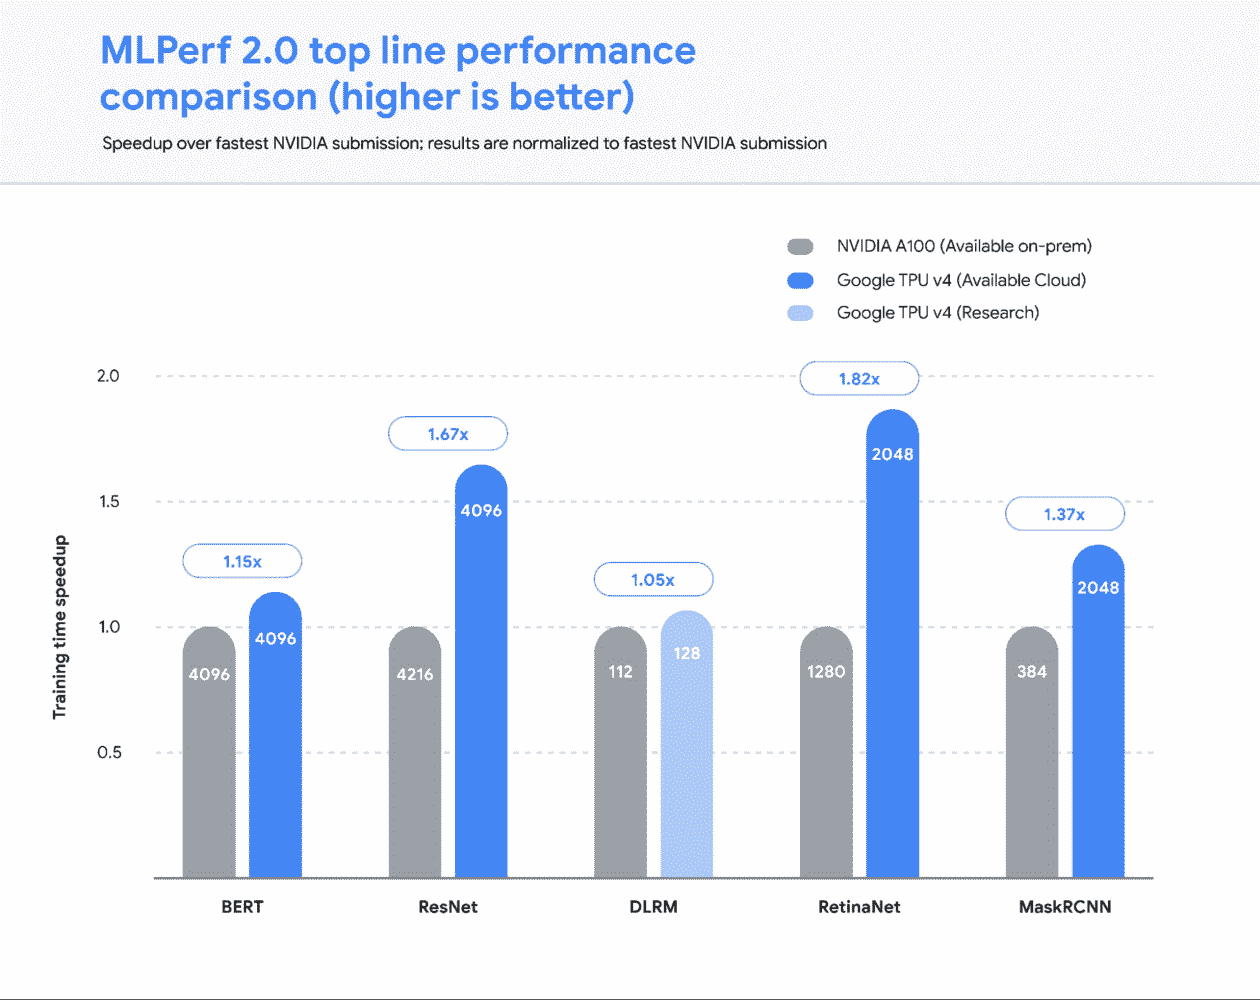 MLPerf 2.0 top line performance
comparison (higher is better)
Speedup over fastest NVIDIA submission; results are normalized to fastest NVIDIA submission
NVIDIA A100 (Available on-prem)
Google TPU v4 (Available Cloud)
Google TPU v4 (Research)
Training time speedup
2.0
1.5
1.0
0.5
1.15x
4096
4096
BERT
1.67x
4216
4096
ResNet
1.05x
112
128
DLRM
1.82x
1280
2048
RetinaNet
1.37x
384
2048
MaskRCNN